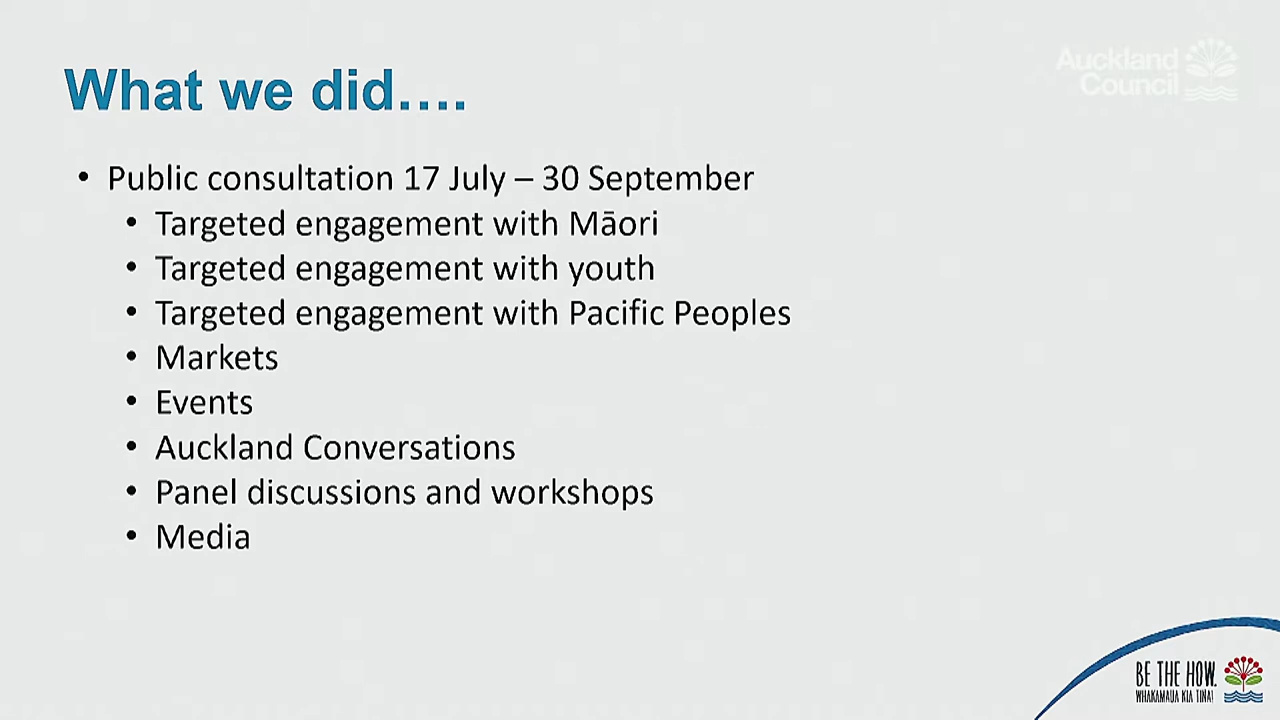 Auckland
Council
What we did....
• Public consultation 17 July – 30 September
• Targeted engagement with Māori
• Targeted engagement with youth
• Targeted engagement with Pacific Peoples
• Markets
• Events
• Auckland Conversations
• Panel discussions and workshops
• Media
BE THE HOW.
WHAKAMAUA KIA TINA!